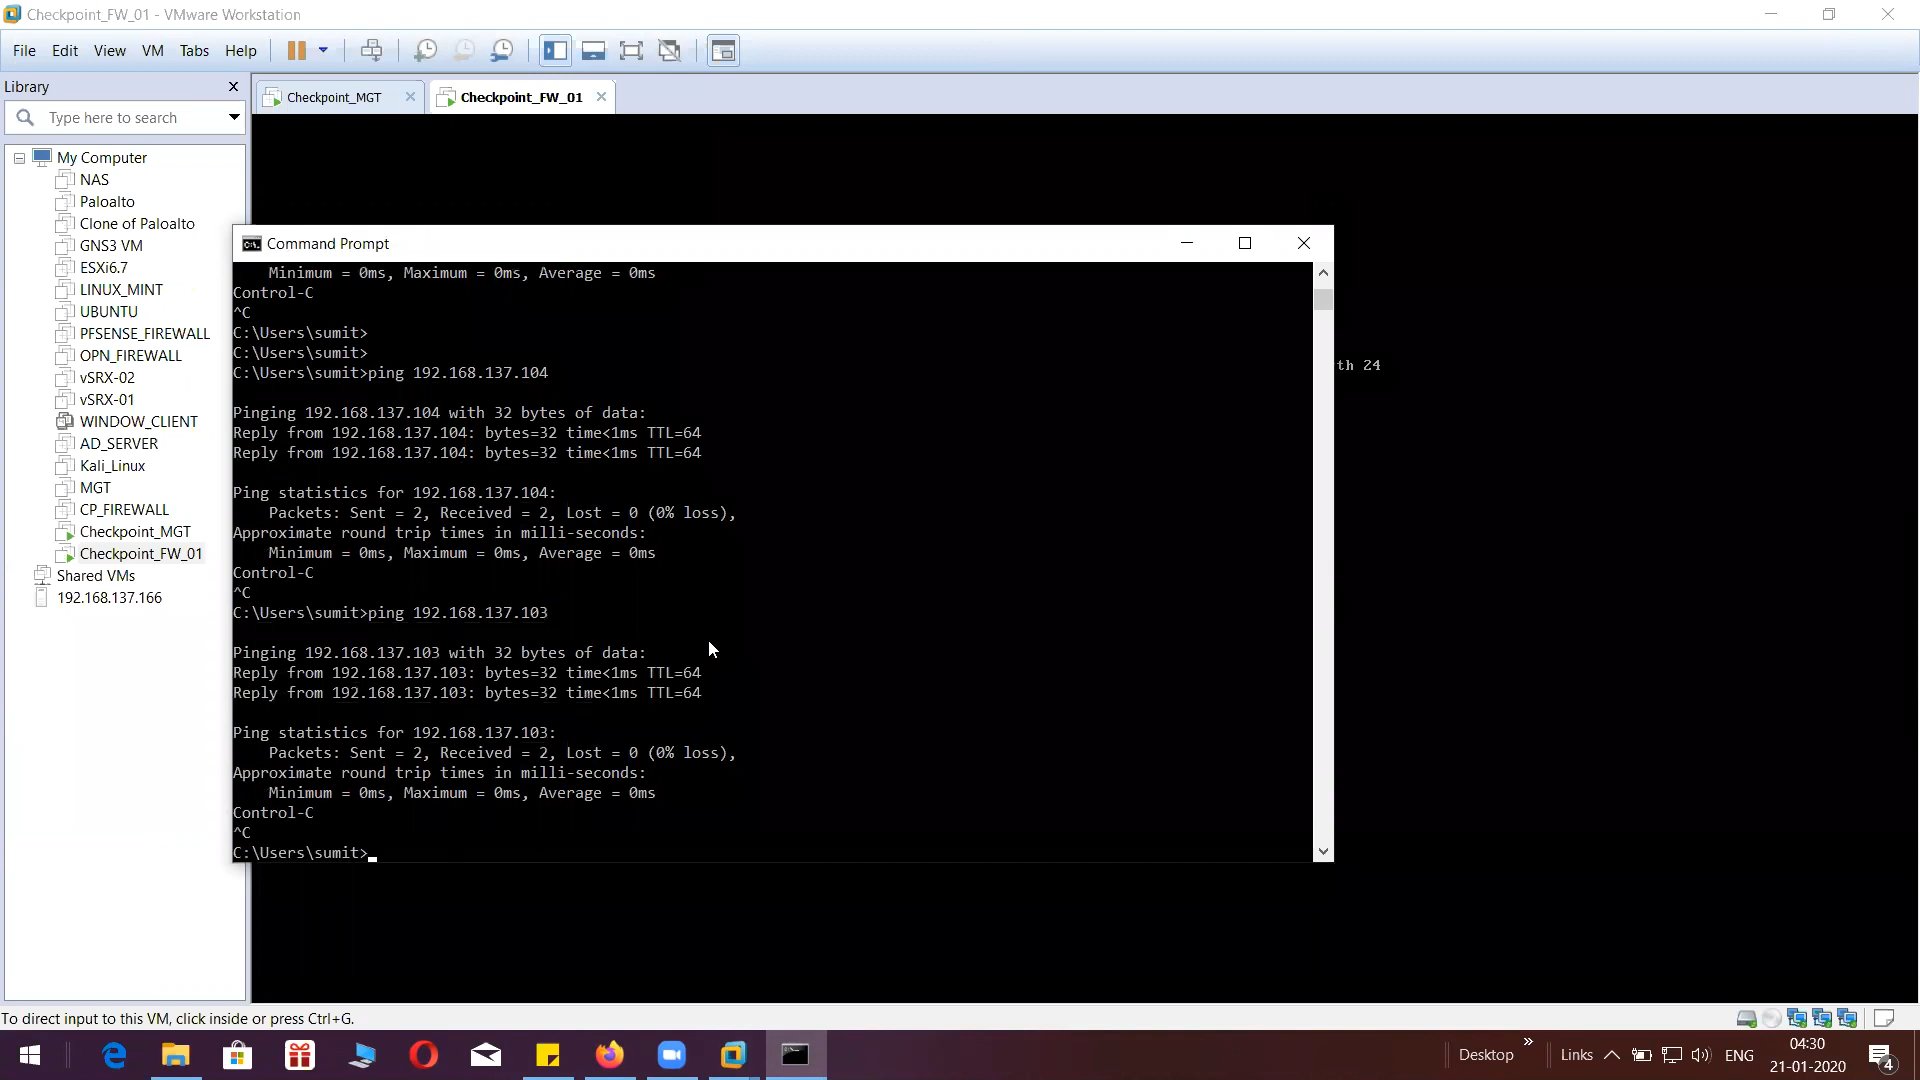 Checkpoint_FW_01 - VMware Workstation
File Edit View VM Tabs Help
Library
Type here to search
Checkpoint_MGT
Checkpoint_FW_01
My Computer
NAS
Paloalto
Clone of Paloalto
GNS3 VM
ESXi6.7
LINUX_MINT
UBUNTU
PFSENSE_FIREWALL
OPN_FIREWALL
vSRX-02
vSRX-01
WINDOW_CLIENT
AD_SERVER
Kali_Linux
MGT
CP_FIREWALL
Checkpoint_MGT
Checkpoint_FW_01
Shared VMs
192.168.137.166
C:\. Command Prompt
Minimum = 0ms, Maximum = 0ms, Average = 0ms
Control-C
^C
C:\Users\sumit>
C:\Users\sumit>
C:\Users\sumit>ping 192.168.137.104
Pinging 192.168.137.104 with 32 bytes of data:
Reply from 192.168.137.104: bytes=32 time<1ms TTL=64
Reply from 192.168.137.104: bytes=32 time<1ms TTL=64
Ping statistics for 192.168.137.104:
Packets: Sent = 2, Received = 2, Lost = 0 (0% loss),
Approximate round trip times in milli-seconds:
Minimum = 0ms, Maximum = 0ms, Average = 0ms
Control-C
^C
C:\Users\sumit>ping 192.168.137.103
Pinging 192.168.137.103 with 32 bytes of data:
Reply from 192.168.137.103: bytes=32 time<1ms TTL=64
Reply from 192.168.137.103: bytes=32 time<1ms TTL=64
Ping statistics for 192.168.137.103:
Packets: Sent = 2, Received = 2, Lost = 0 (0% loss),
Approximate round trip times in milli-seconds:
Minimum = 0ms, Maximum = 0ms, Average = 0ms
Control-C
^C
C:\Users\sumit>
th 24
To direct input to this VM, click inside or press Ctrl+G.
Desktop » Links ENG
04:30
21-01-2020
4